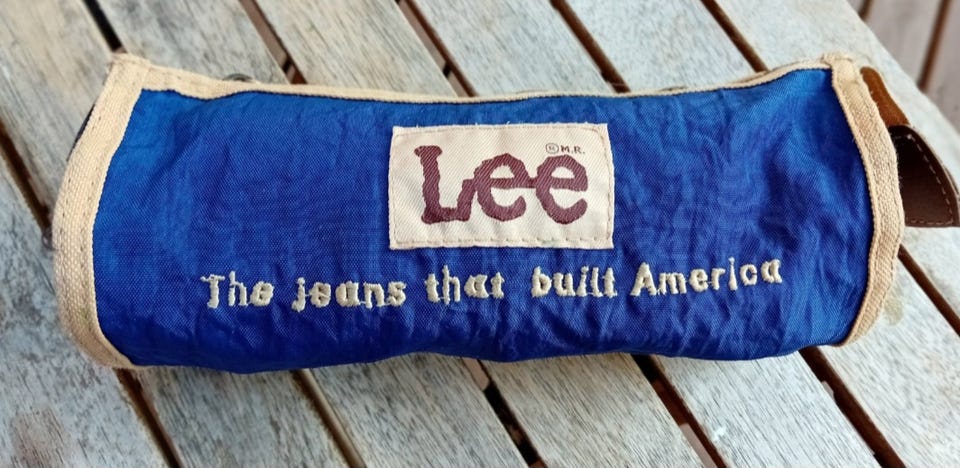 Lee ® M.R.
The jeans that built America